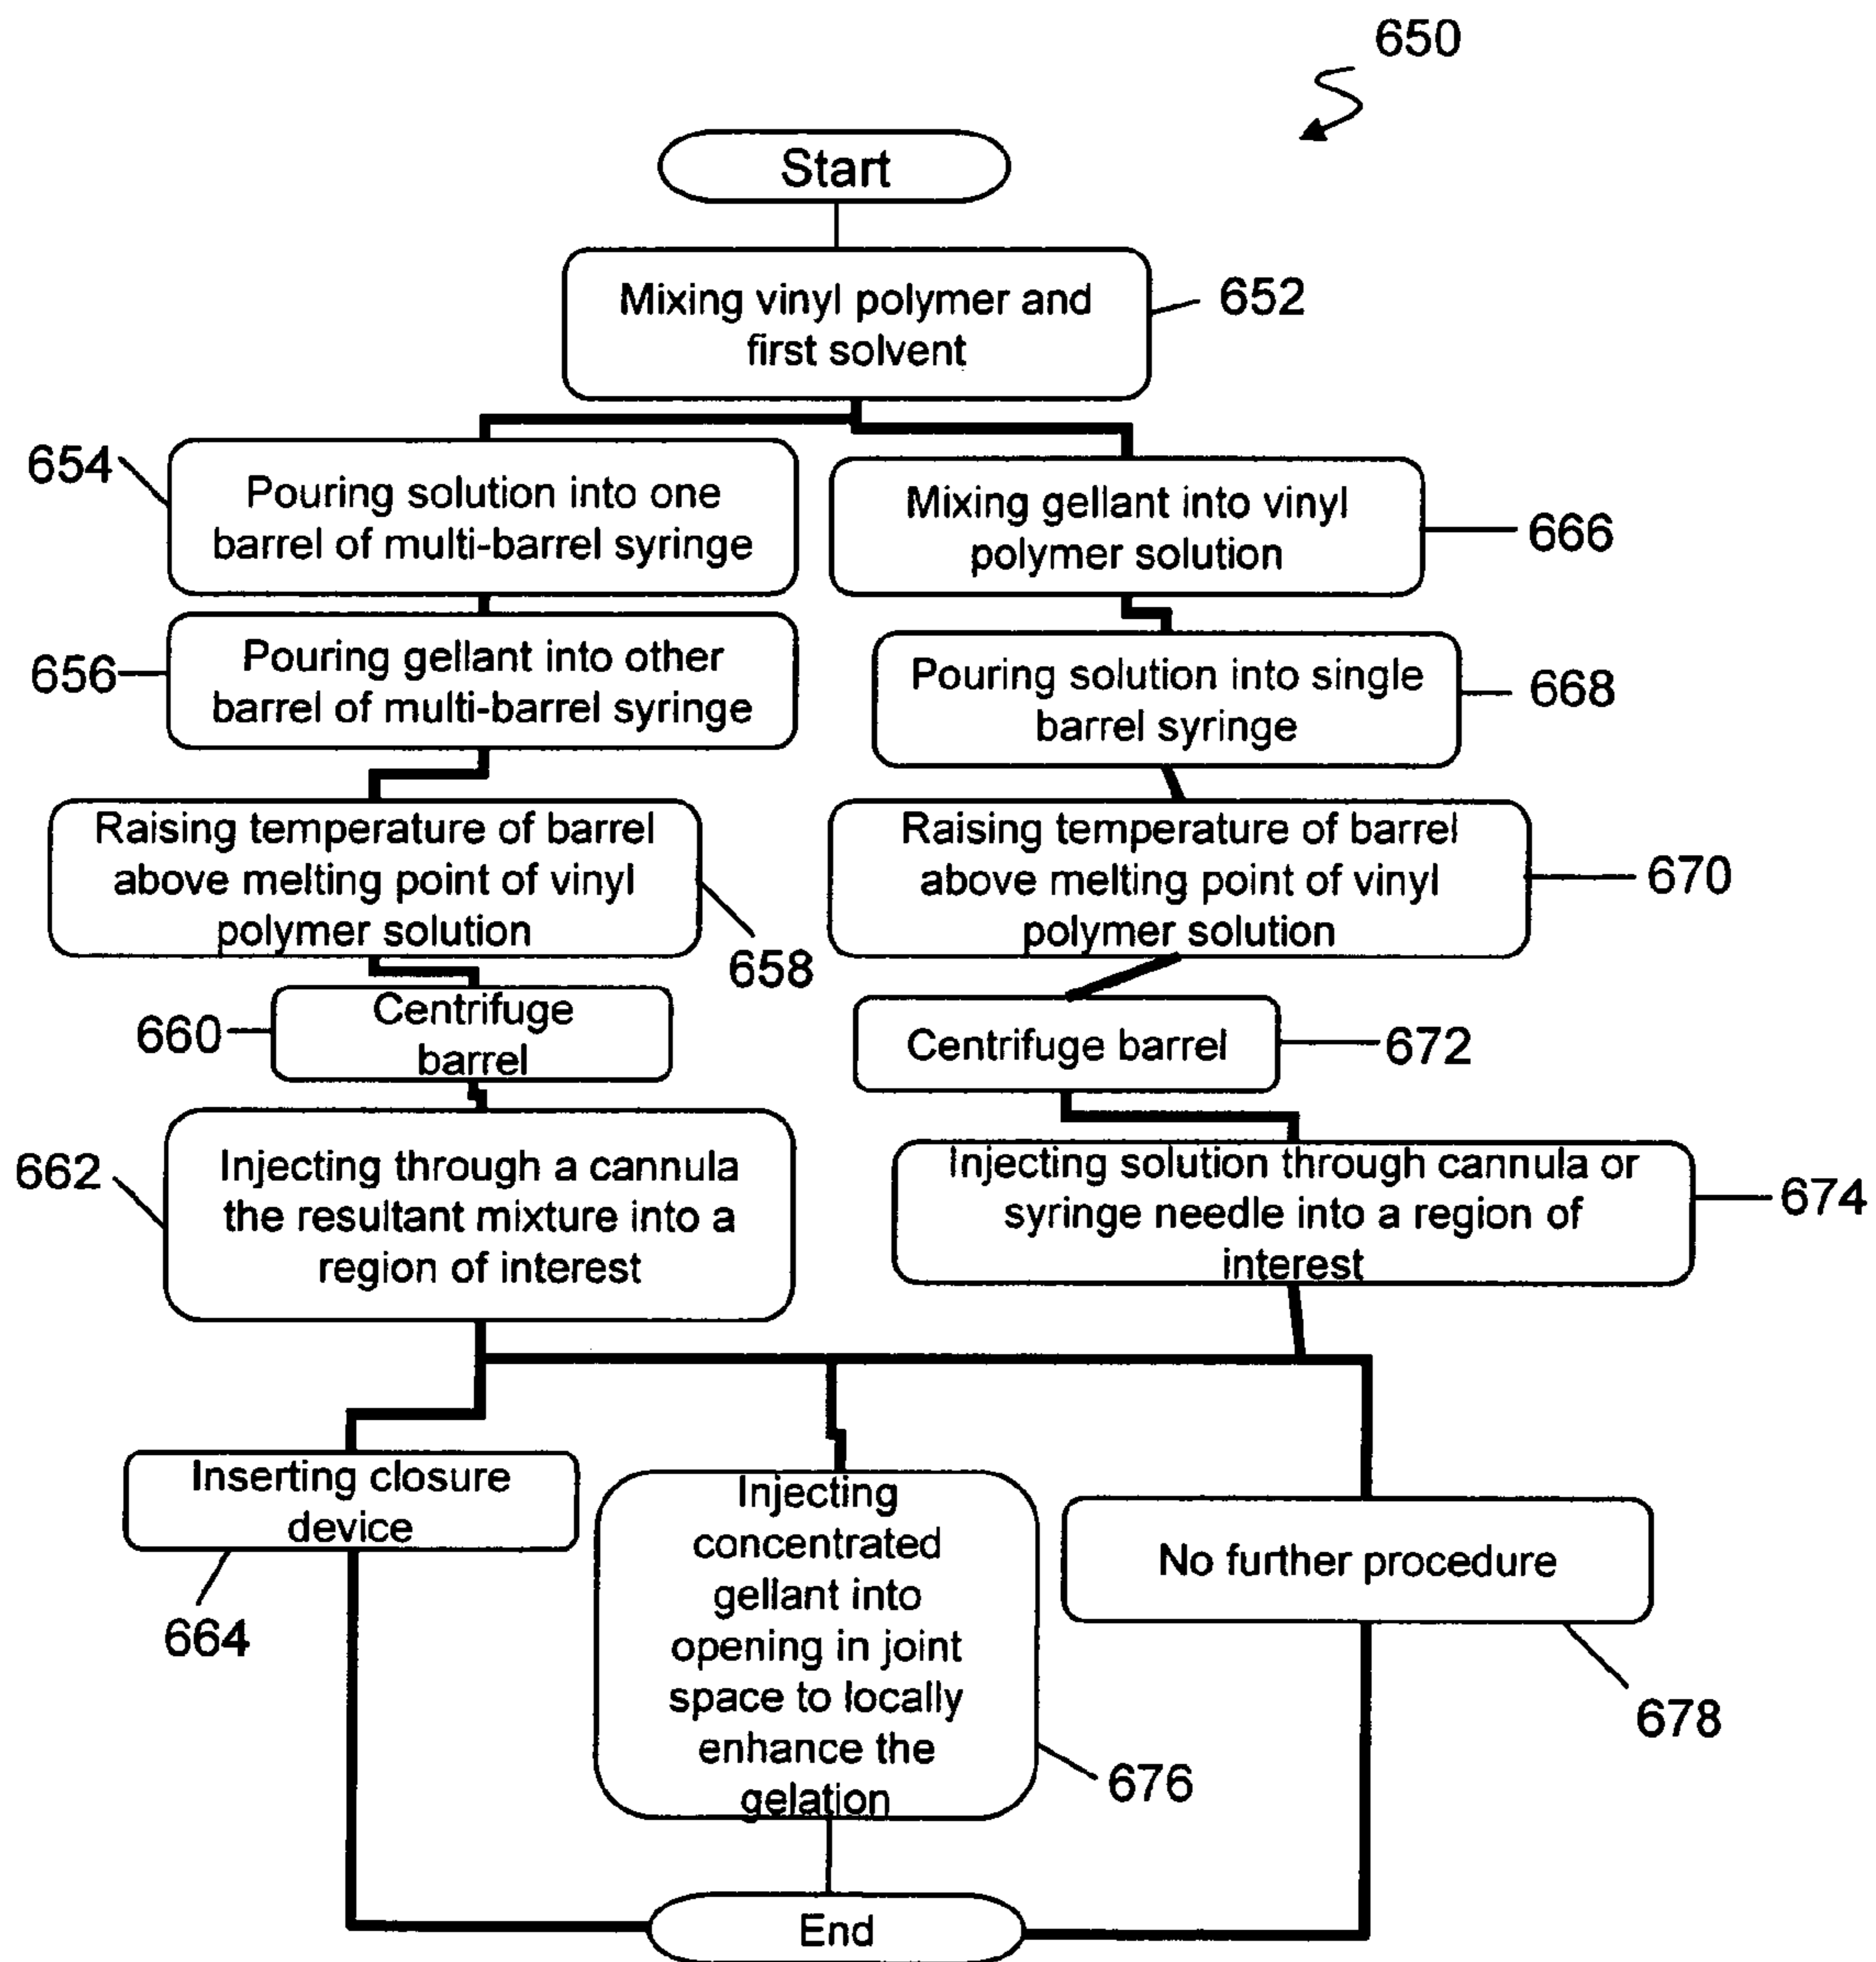 650
Start
Mixing vinyl polymer and
first solvent
652
654
Pouring solution into one
barrel of multi-barrel syringe
Mixing gellant into vinyl
polymer solution
666
656
Pouring gellant into other
barrel of multi-barrel syringe
Pouring solution into single
barrel syringe
668
Raising temperature of barrel
above melting point of vinyl
polymer solution
658
Raising temperature of barrel
above melting point of vinyl
polymer solution
670
660
Centrifuge
barrel
Centrifuge barrel
672
662
Injecting through a cannula
the resultant mixture into a
region of interest
Injecting solution through cannula or
syringe needle into a region of
interest
674
Inserting closure
device
664
Injecting
concentrated
gellant into
opening in joint
space to locally
enhance the
gelation
676
No further procedure
678
End